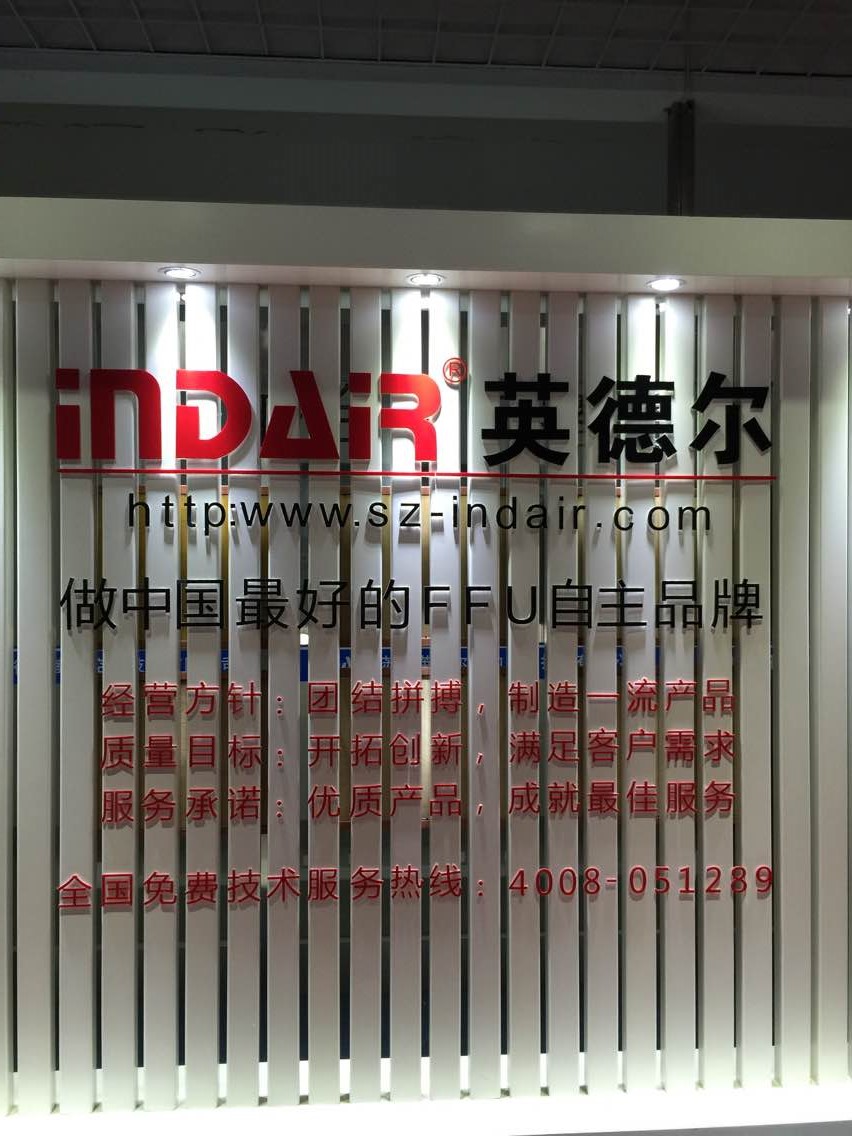 iNDAiR® 英德尔
http:www.sz-indair.com
做中国最好的FFU自主品牌
经营方针：团结拼搏，制造一流产品
质量目标：开拓创新，满足客户需求
服务承诺：优质产品，成就最佳服务
全国免费技术服务热线：4008-051289